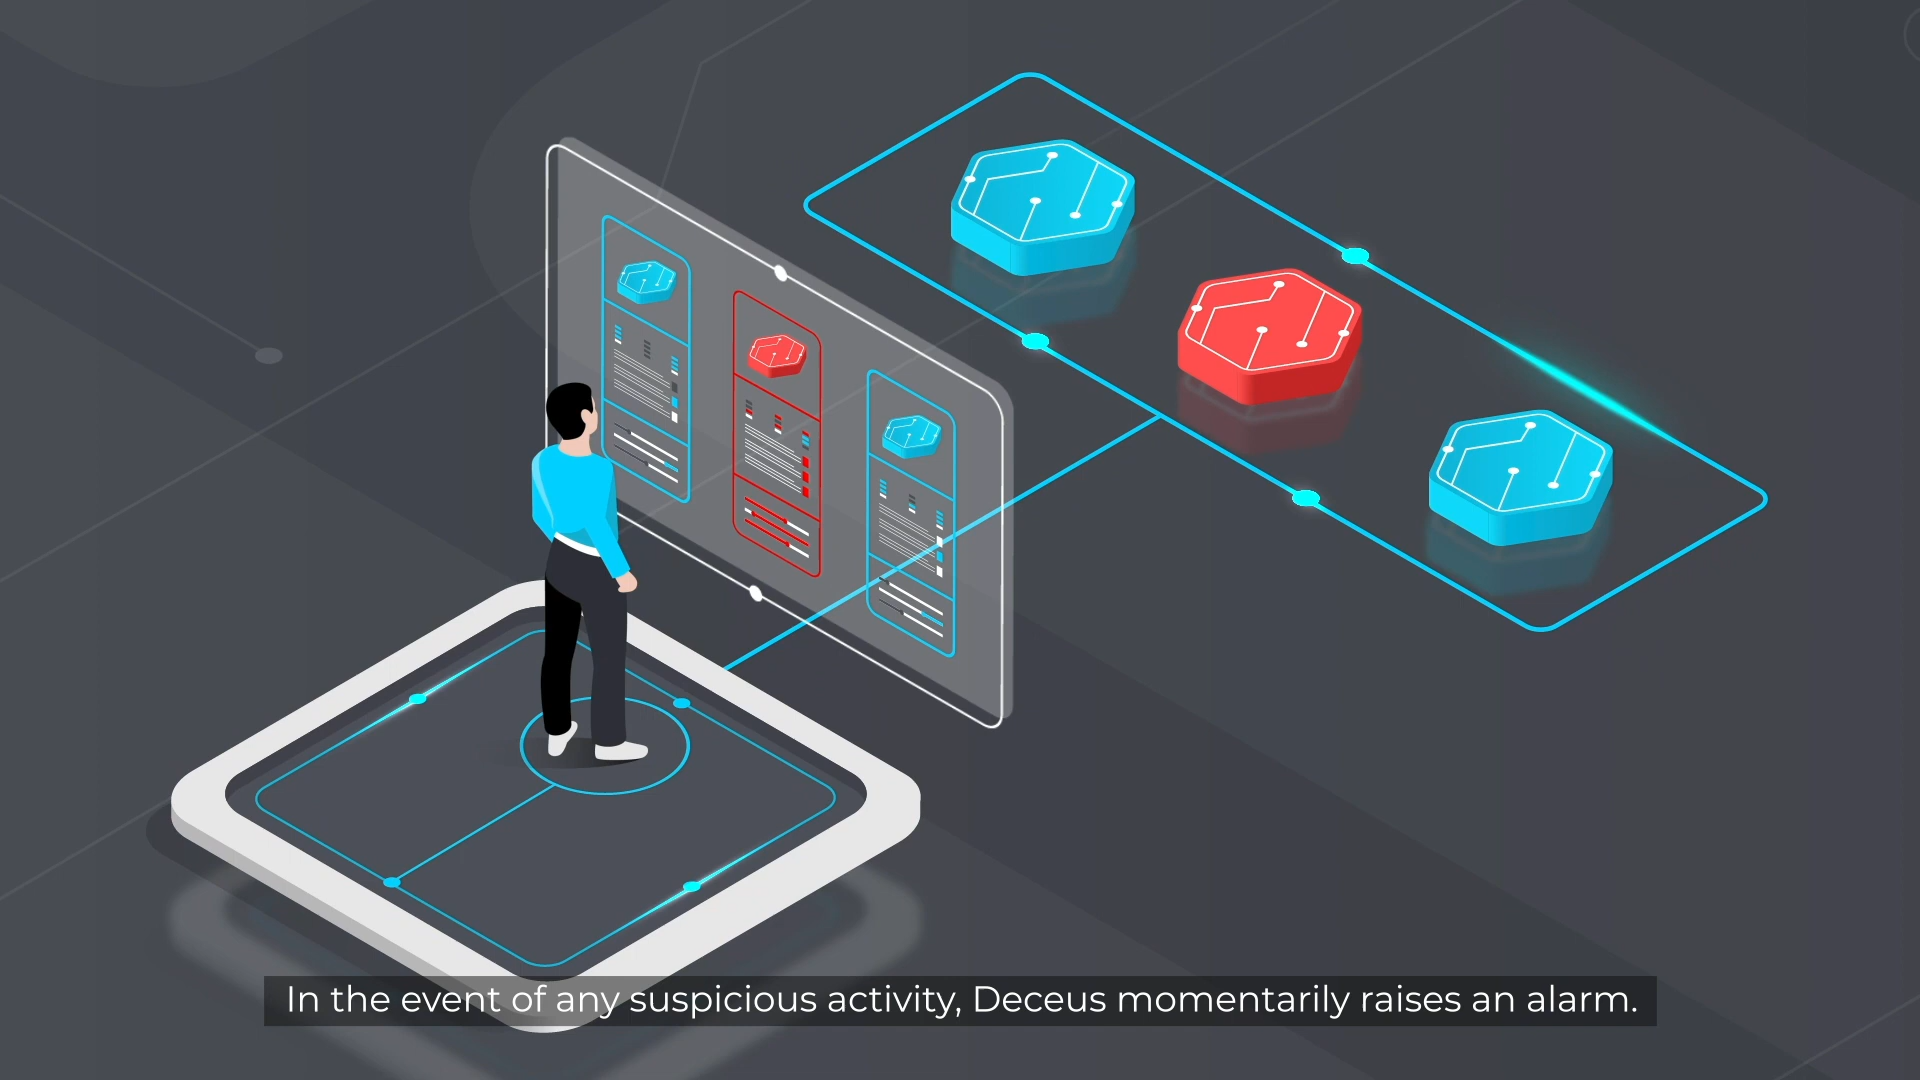 In the event of any suspicious activity, Deceus momentarily raises an alarm.